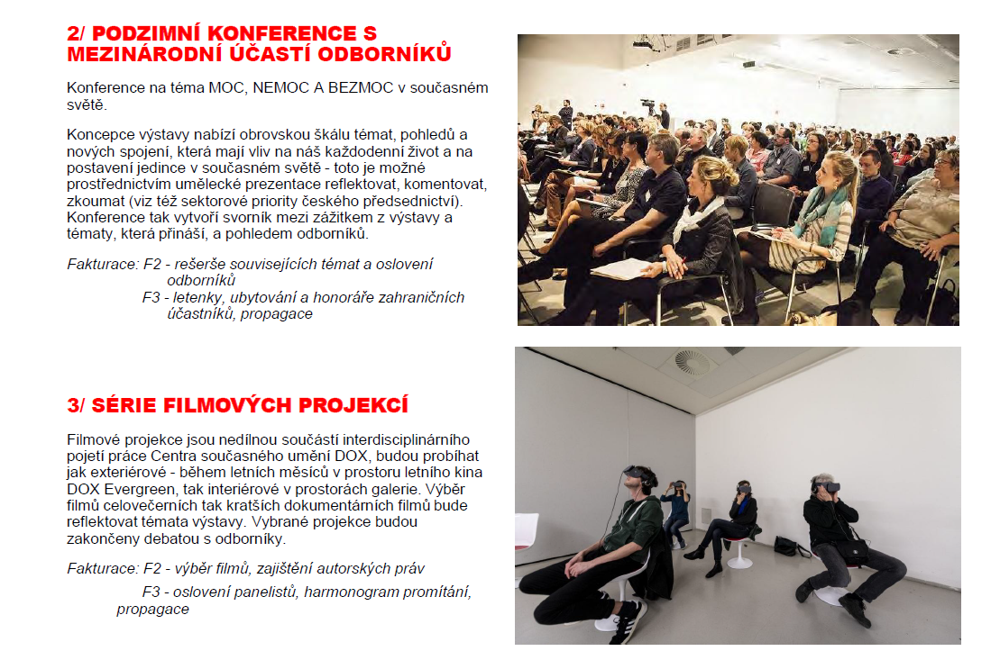 2/ PODZIMNÍ KONFERENCE S
MEZINÁRODNÍ ÚČASTÍ ODBORNÍKŮ
Konference na téma MOC, NEMOC A BEZMOC v současném
světě.
Koncepce výstavy nabízí obrovskou škálu témat, pohledů a
nových spojení, která mají vliv na náš každodenní život a na
postavení jedince v současném světě - toto je možné
prostřednictvím umělecké prezentace reflektovat, komentovat,
zkoumat (viz též sektorové priority českého předsednictví).
Konference tak vytvoří svorník mezi zážitkem z výstavy a
tématy, která přináší, a pohledem odborníků.
Fakturace: F2 - rešerše souvisejících témat a oslovení
odborníků
F3 - letenky, ubytování a honoráře zahraničních
účastníků, propagace
3/ SÉRIE FILMOVÝCH PROJEKCÍ
Filmové projekce jsou nedílnou součástí interdisciplinárního
pojetí práce Centra současného umění DOX, budou probíhat
jak exteriérové - během letních měsíců v prostoru letního kina
DOX Evergreen, tak interiérové v prostorách galerie. Výběr
filmů celovečerních tak kratších dokumentárních filmů bude
reflektovat témata výstavy. Vybrané projekce budou
zakončeny debatou s odborníky.
Fakturace: F2 - výběr filmů, zajištění autorských práv
F3 - oslovení panelistů, harmonogram promítání,
propagace